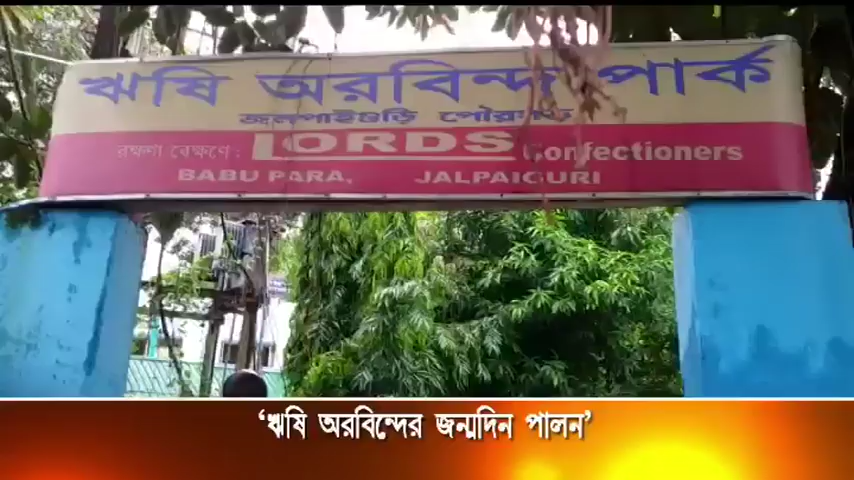 ঋষি অরবিন্দ পার্ক
জলপাইগুড়ি পৌরসভা
রক্ষণা বেক্ষণে : LORDS Confectioners
BABU PARA, JALPAIGURI
‘ঋষি অরবিন্দের জন্মদিন পালন’